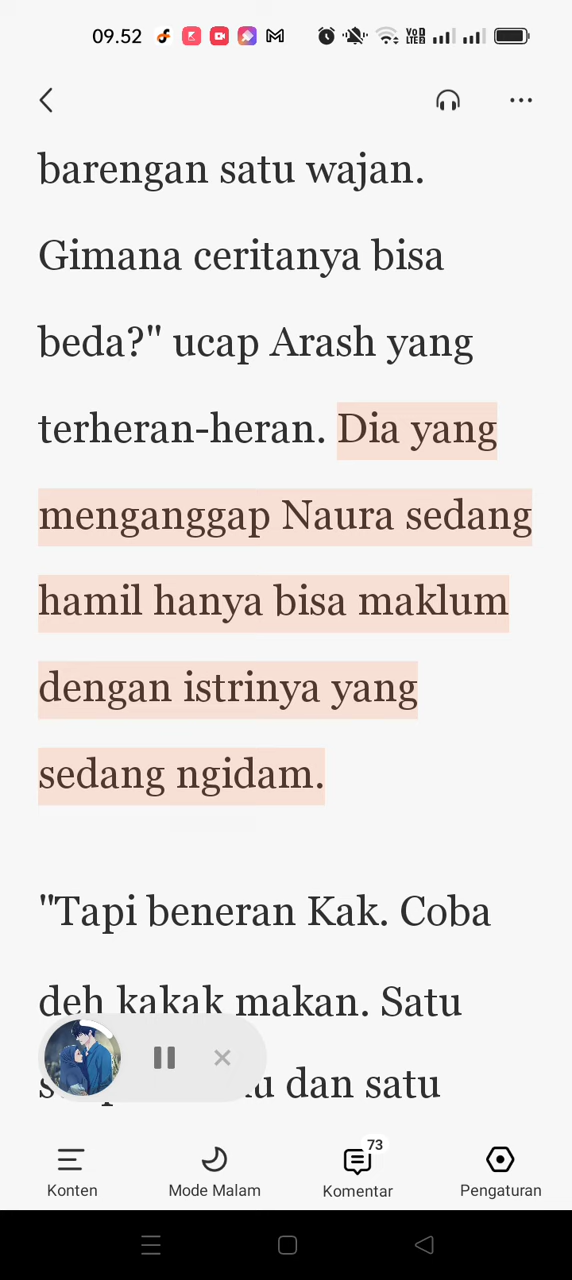 09.52
VoD LTE2
barengan satu wajan.
Gimana ceritanya bisa
beda?" ucap Arash yang
terheran-heran. Dia yang
menganggap Naura sedang
hamil hanya bisa maklum
dengan istrinya yang
sedang ngidam.
"Tapi beneran Kak. Coba
deh kakak makan. Satu
dan satu
73
Konten
Mode Malam
Komentar
Pengaturan